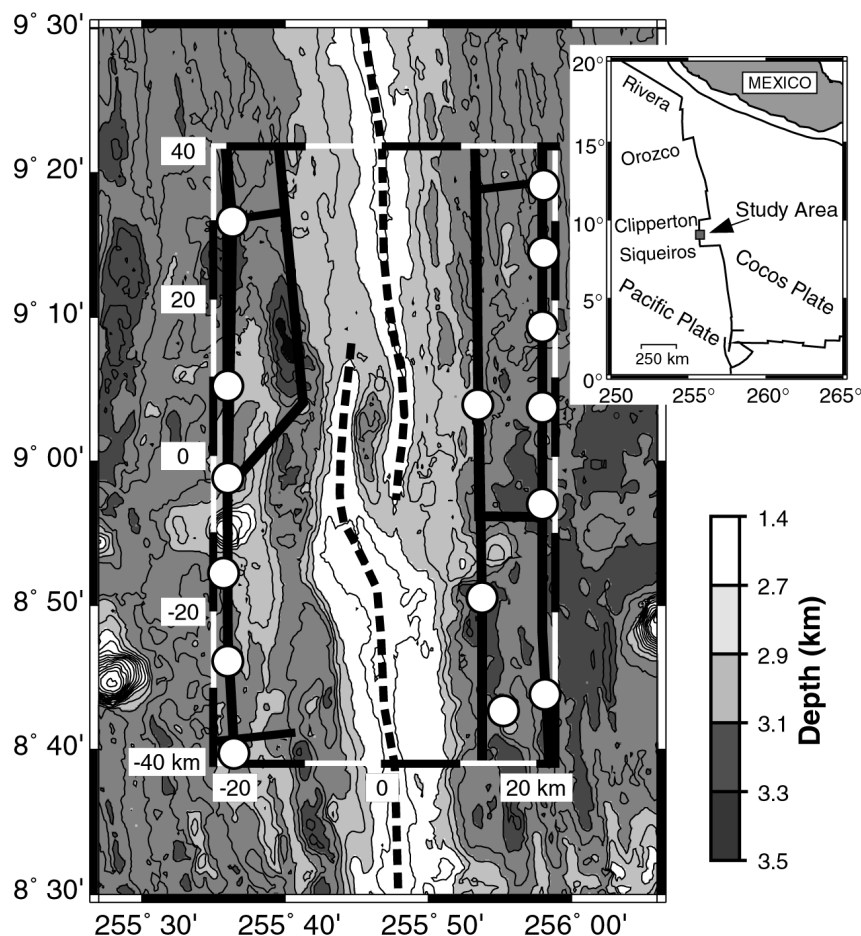 9° 30'
9° 20'
9° 10'
9° 00'
8° 50'
8° 40'
8° 30'
255° 30'
255° 40'
255° 50'
256° 00'
40
20
0
-20
-40 km
-20
0
20 km
20°
15°
10°
5°
0°
250
255°
260°
265°
MEXICO
Rivera
Orozco
Clipperton
Study Area
Siqueiros
Cocos Plate
Pacific Plate
250 km
1.4
2.7
2.9
3.1
3.3
3.5
Depth (km)